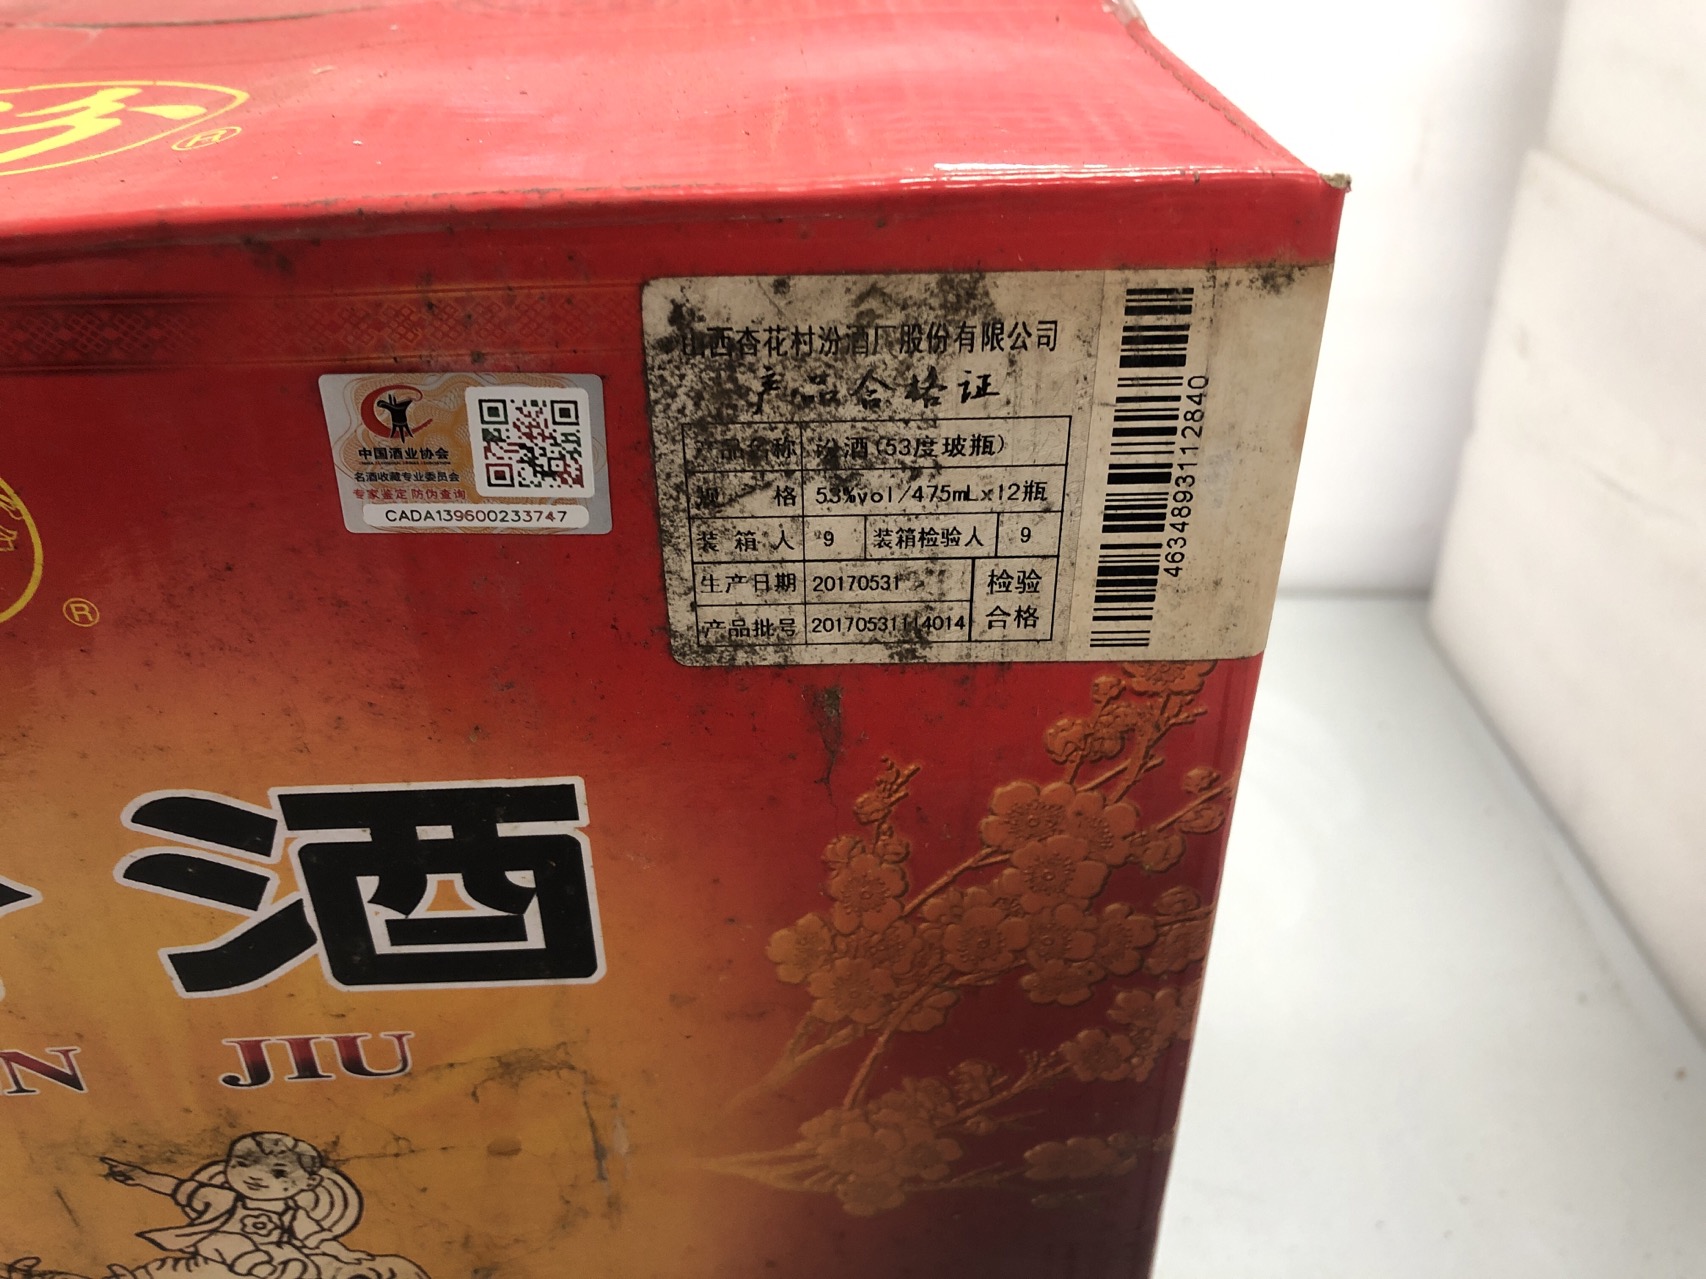 汾®
中国酒业协会
名酒收藏专业委员会
专家鉴定 防伪查询
CADA139600233747
山西杏花村汾酒厂股份有限公司
产品合格证
产品名称 汾酒(53度玻瓶)
规格 53%vol/475mL×12瓶
装箱人 9 装箱检验人 9
生产日期 20170531 检验
产品批号 20170531114014 合格
46348931112840
®
酒
N JIU